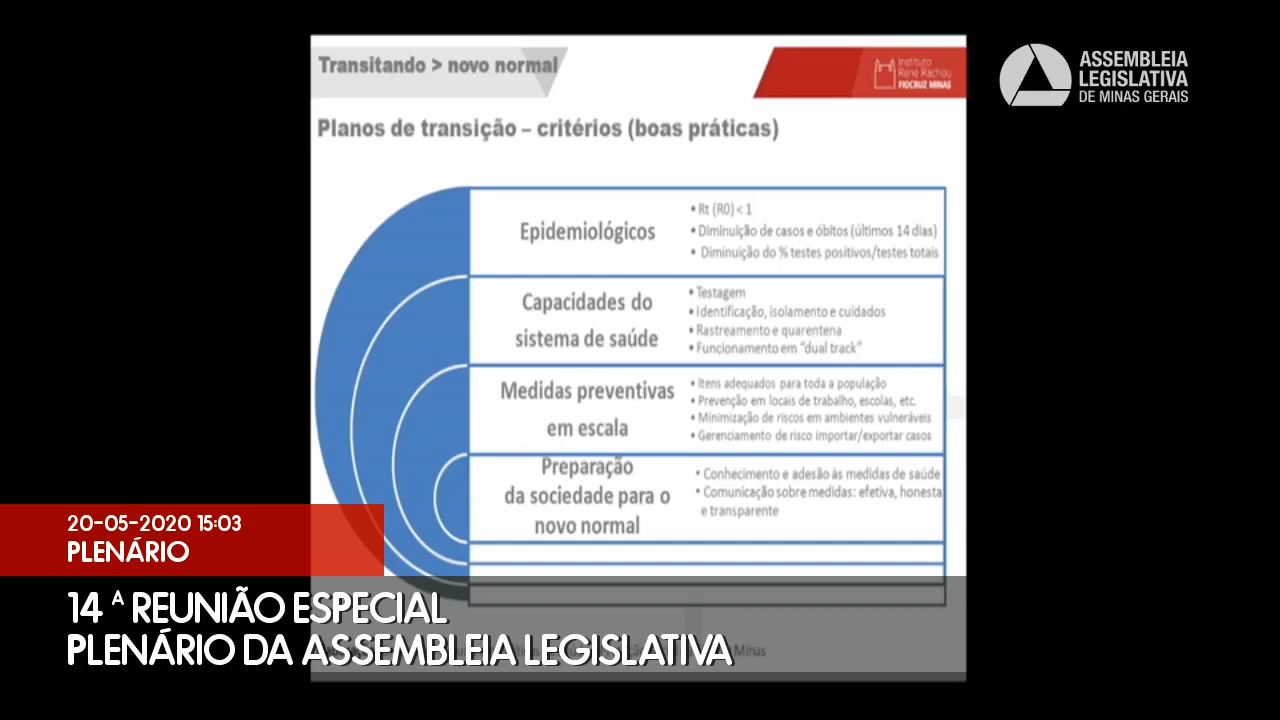 Transitando > novo normal
Instituto
René Rachou
FIOCRUZ MINAS
ASSEMBLEIA
LEGISLATIVA
DE MINAS GERAIS
Planos de transição – critérios (boas práticas)
Epidemiológicos
• Rt (R0) < 1
• Diminuição de casos e óbitos (últimos 14 dias)
• Diminuição do % testes positivos/testes totais
Capacidades do
sistema de saúde
• Testagem
• Identificação, isolamento e cuidados
• Rastreamento e quarentena
• Funcionamento em “dual track”
Medidas preventivas
em escala
• Itens adequados para toda a população
• Prevenção em locais de trabalho, escolas, etc.
• Minimização de riscos em ambientes vulneráveis
• Gerenciamento de risco importar/exportar casos
Preparação
da sociedade para o
novo normal
• Conhecimento e adesão às medidas de saúde
• Comunicação sobre medidas: efetiva, honesta
e transparente
20-05-2020 15:03
PLENÁRIO
14 ª REUNIÃO ESPECIAL
PLENÁRIO DA ASSEMBLEIA LEGISLATIVA
Minas